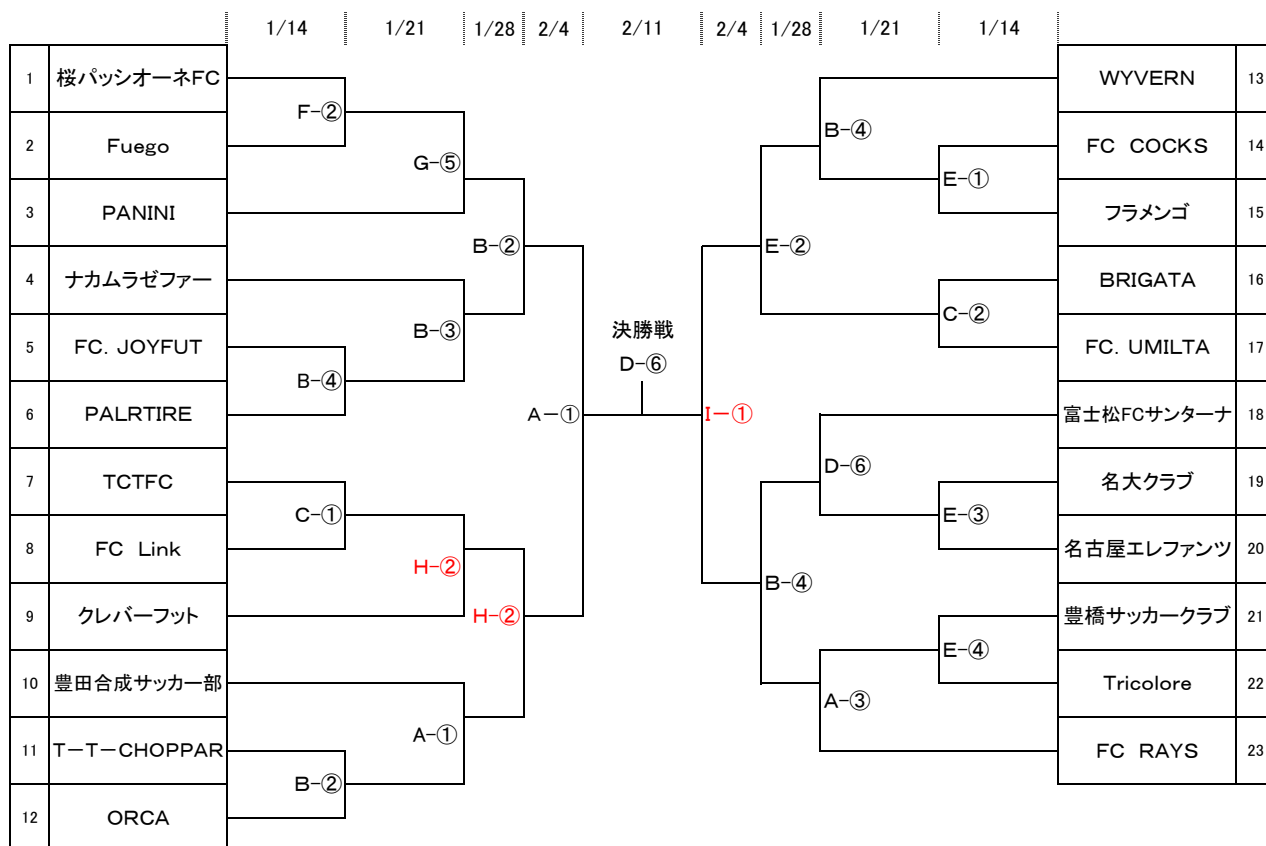 1/14 1/21 1/28 2/4 2/11 2/4 1/28 1/21 1/14
1 桜パッシオーネFC WYVERN 13
F-② B-④
2 Fuego FC COCKS 14
G-⑤ E-①
3 PANINI フラメンゴ 15
B-② E-②
4 ナカムラゼファー BRIGATA 16
B-③ 決勝戦 C-②
5 FC. JOYFUT FC. UMILTA 17
B-④ D-⑥
6 PALRTIRE A-① I-① 富士松FCサンターナ 18
D-⑥
7 TCTFC 名大クラブ 19
C-① E-③
8 FC Link 名古屋エレファンツ 20
H-② B-④
9 クレバーフット H-② 豊橋サッカークラブ 21
E-④
10 豊田合成サッカー部 Tricolore 22
A-① A-③
11 T-T-CHOPPAR FC RAYS 23
B-②
12 ORCA